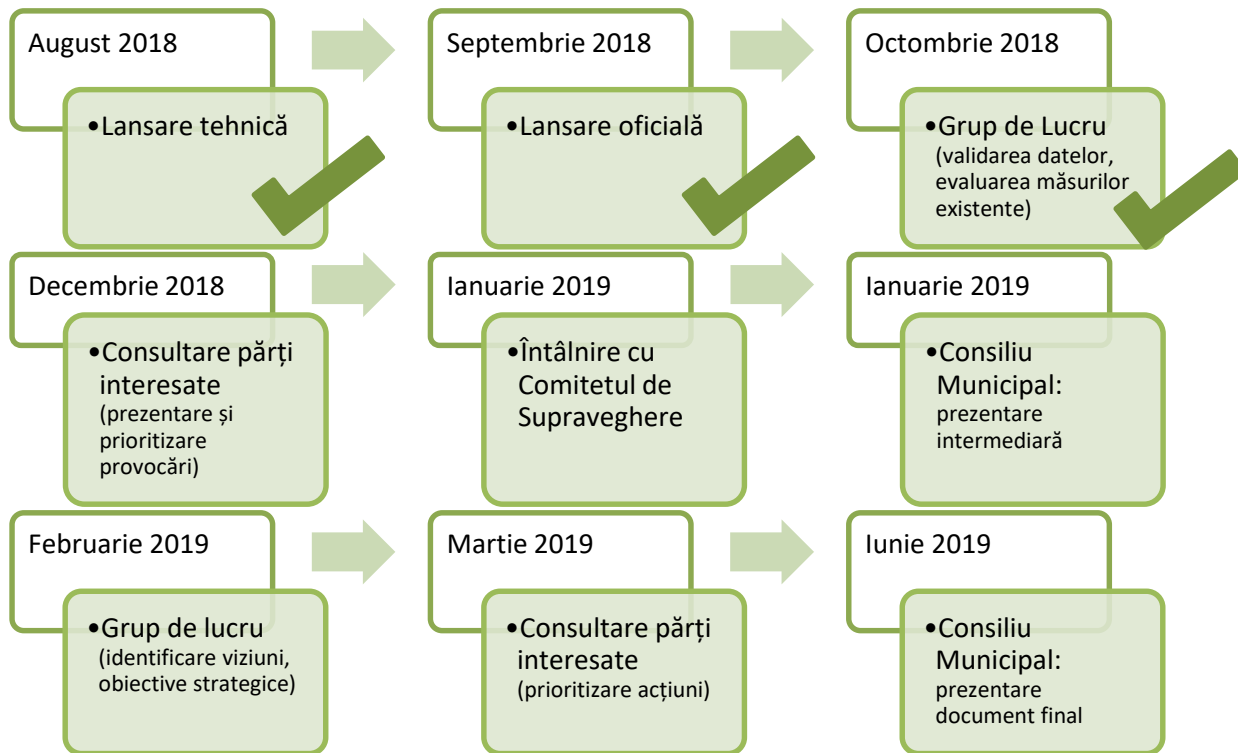 August 2018
•Lansare tehnică
Septembrie 2018
•Lansare oficială
Octombrie 2018
•Grup de Lucru
(validarea datelor,
evaluarea măsurilor
existente)
Decembrie 2018
•Consultare părți
interesate
(prezentare și
prioritizare
provocări)
Ianuarie 2019
•Întâlnire cu
Comitetul de
Supraveghere
Ianuarie 2019
•Consiliu
Municipal:
prezentare
intermediară
Februarie 2019
•Grup de lucru
(identificare viziuni,
obiective strategice)
Martie 2019
•Consultare părți
interesate
(prioritizare acțiuni)
Iunie 2019
•Consiliu
Municipal:
prezentare
document final